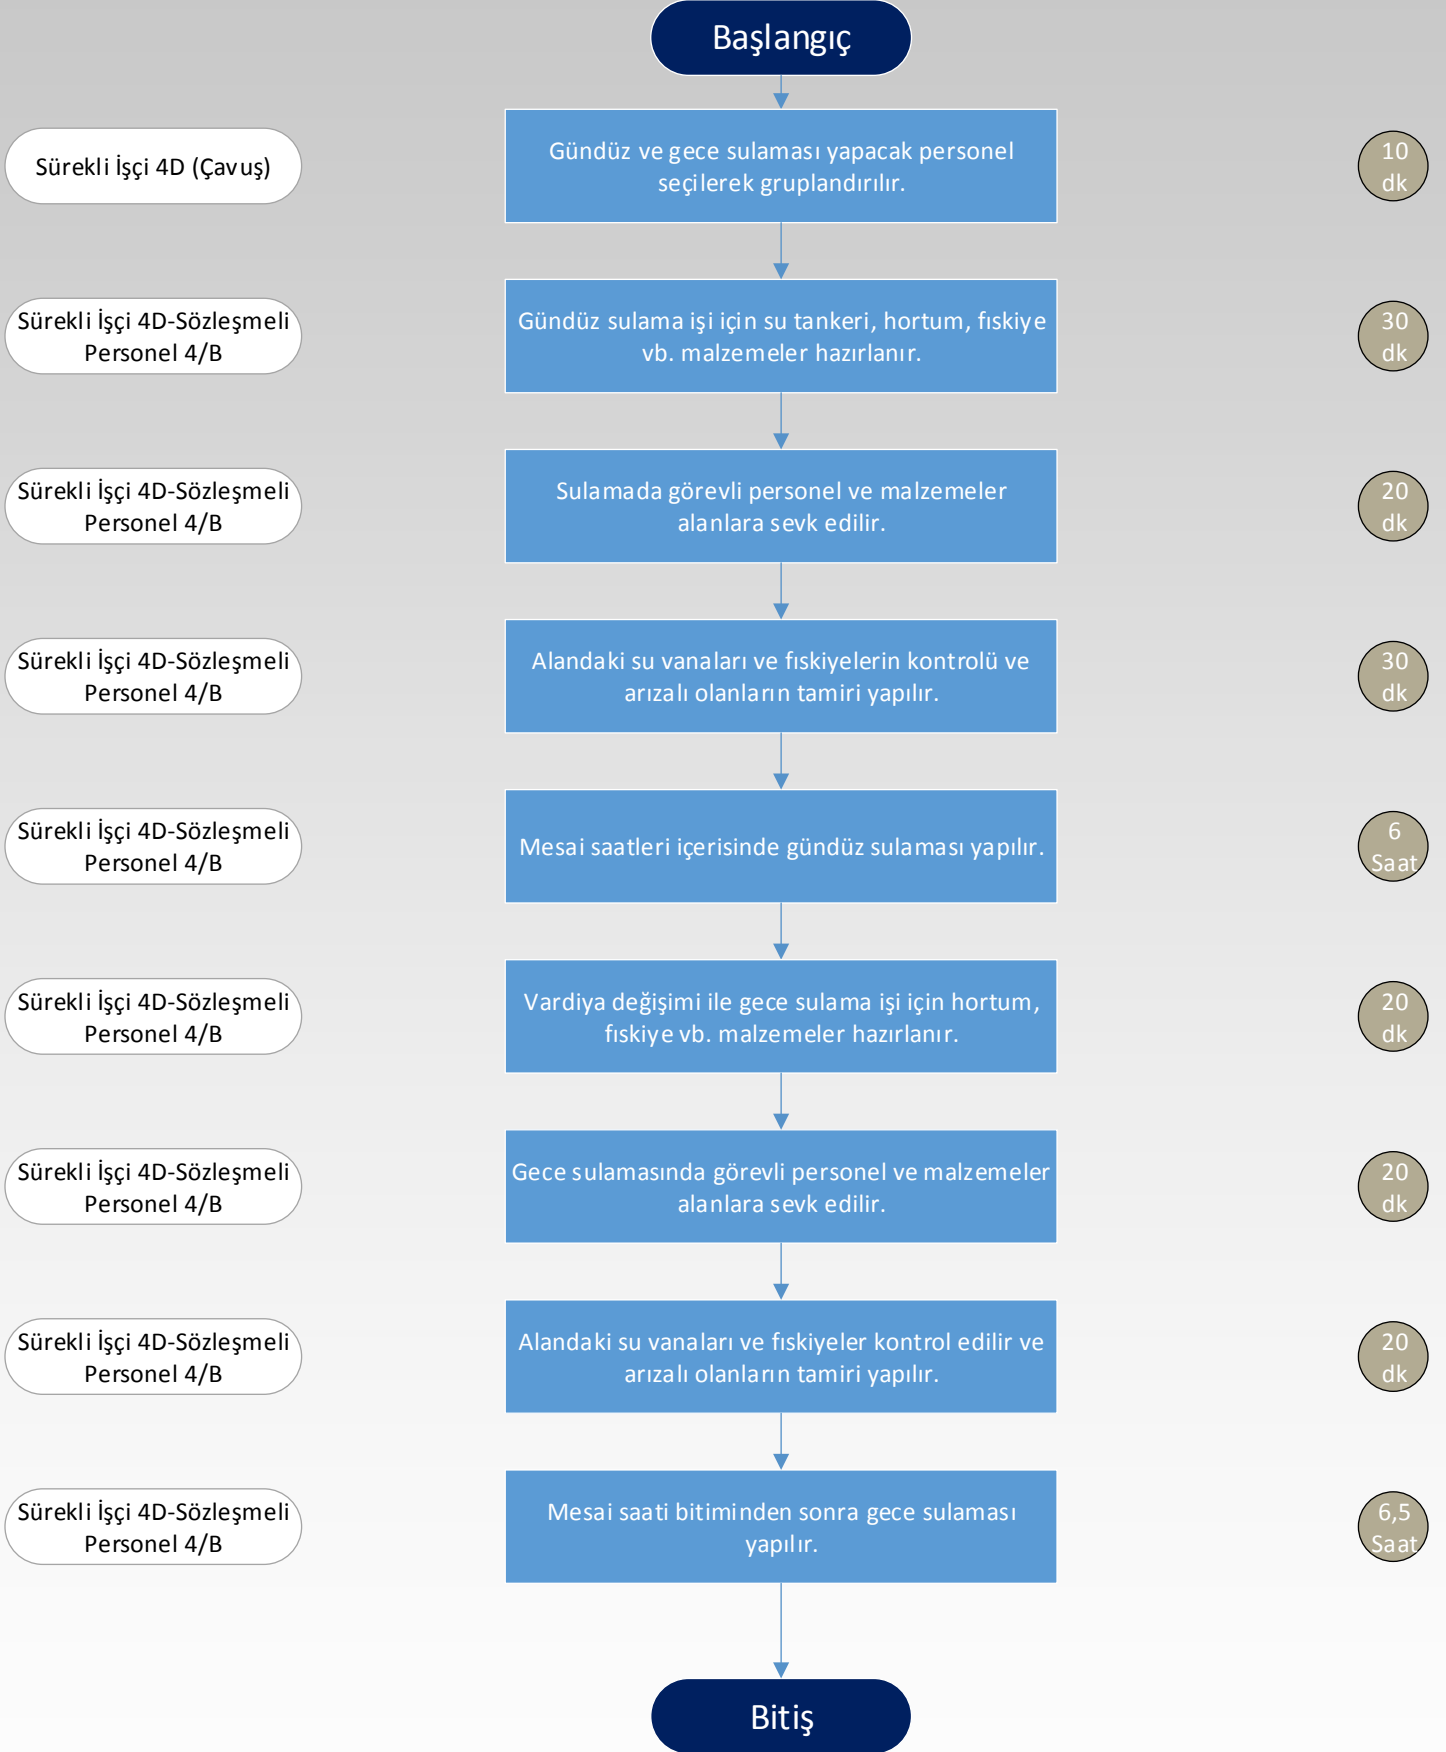 Başlangıç
Sürekli İşçi 4D (Çavuş)
Gündüz ve gece sulaması yapacak personel
seçilerek gruplandırılır.
10
dk
Sürekli İşçi 4D-Sözleşmeli
Personel 4/B
Gündüz sulama işi için su tankeri, hortum, fıskiye
vb. malzemeler hazırlanır.
30
dk
Sürekli İşçi 4D-Sözleşmeli
Personel 4/B
Sulamada görevli personel ve malzemeler
alanlara sevk edilir.
20
dk
Sürekli İşçi 4D-Sözleşmeli
Personel 4/B
Alandaki su vanaları ve fıskiyelerin kontrolü ve
arızalı olanların tamiri yapılır.
30
dk
Sürekli İşçi 4D-Sözleşmeli
Personel 4/B
Mesai saatleri içerisinde gündüz sulaması yapılır.
6
Saat
Sürekli İşçi 4D-Sözleşmeli
Personel 4/B
Vardiya değişimi ile gece sulama işi için hortum,
fıskiye vb. malzemeler hazırlanır.
20
dk
Sürekli İşçi 4D-Sözleşmeli
Personel 4/B
Gece sulamasında görevli personel ve malzemeler
alanlara sevk edilir.
20
dk
Sürekli İşçi 4D-Sözleşmeli
Personel 4/B
Alandaki su vanaları ve fıskiyeler kontrol edilir ve
arızalı olanların tamiri yapılır.
20
dk
Sürekli İşçi 4D-Sözleşmeli
Personel 4/B
Mesai saati bitiminden sonra gece sulaması
yapılır.
6,5
Saat
Bitiş